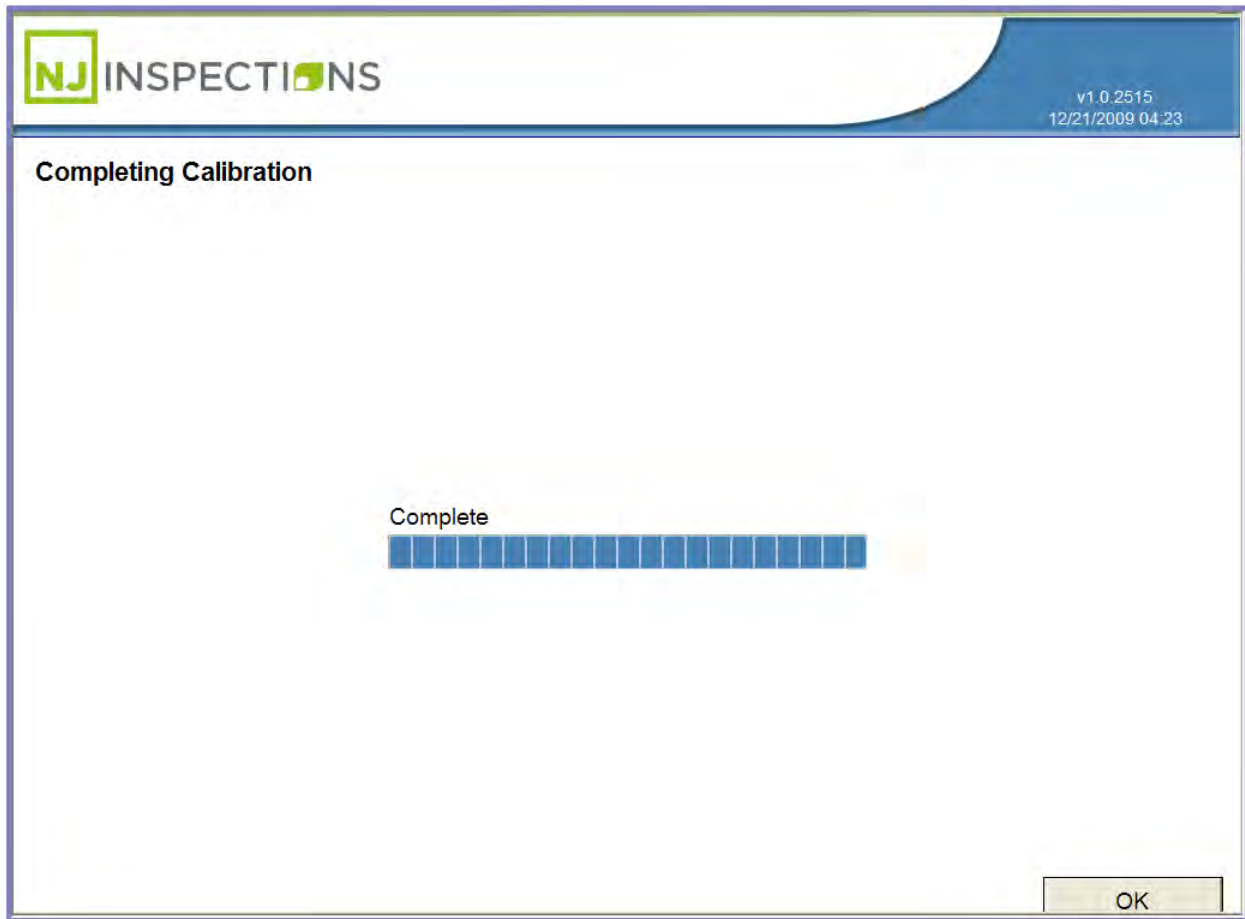 NJ INSPECTIONS
v1.0.2515
12/21/2009 04:23
Completing Calibration
Complete
OK